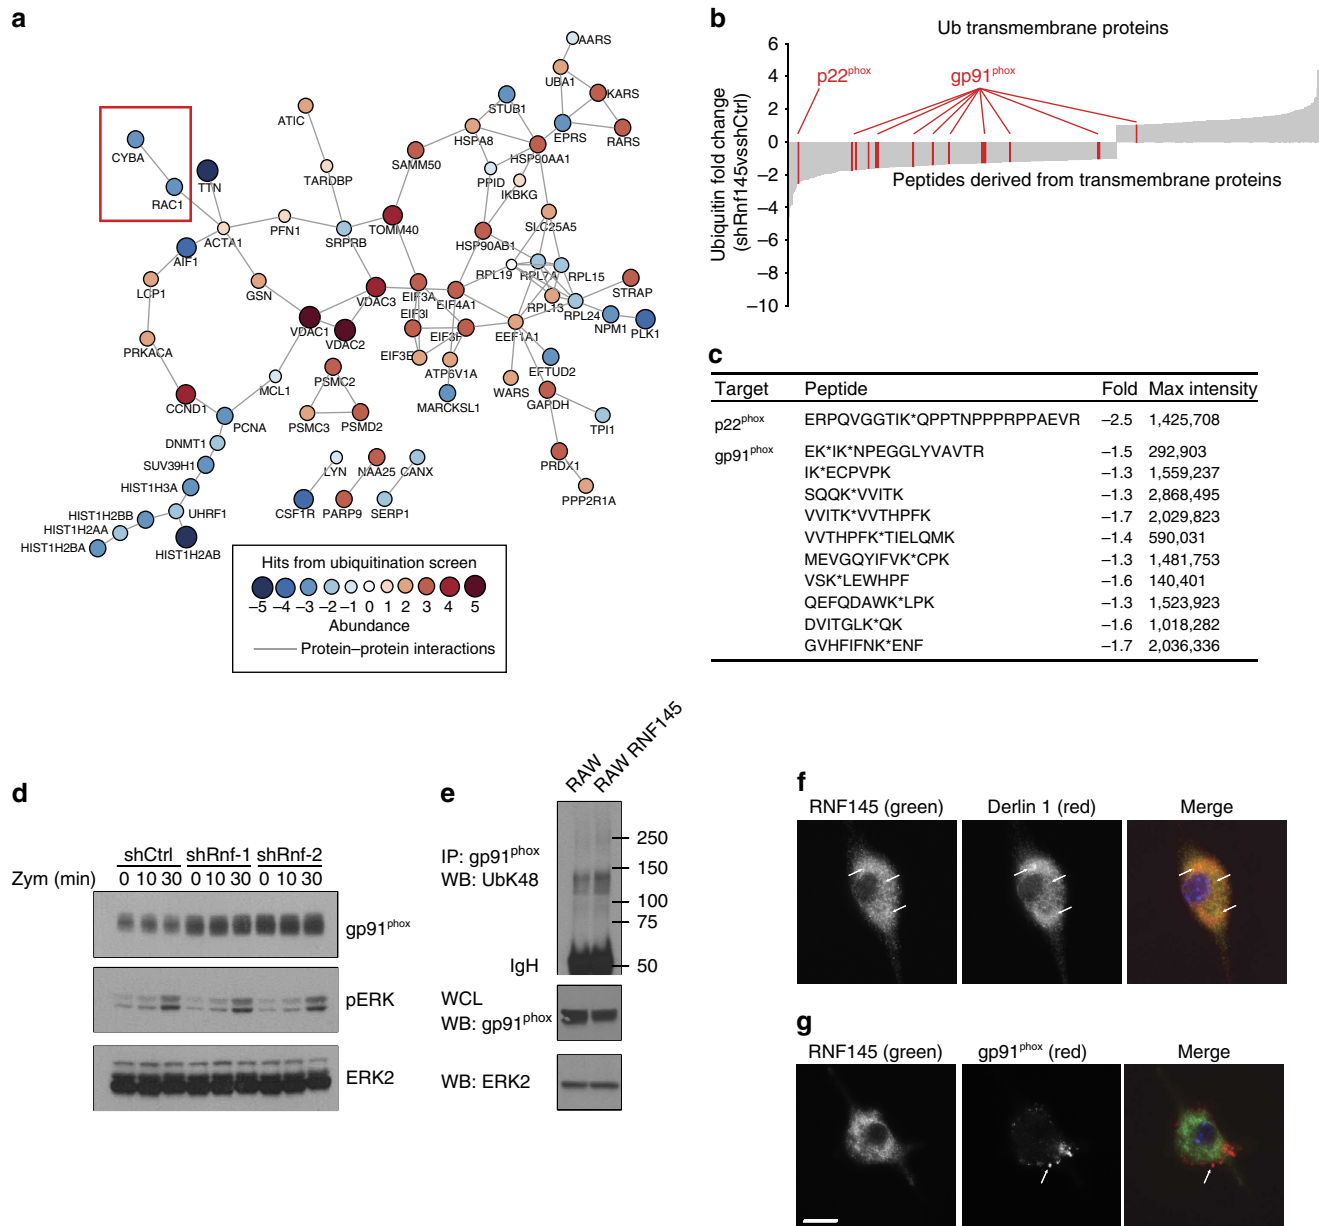 a
AARS
UBA1
KARS
STUB1
EPRS
RARS
ATIC
HSPA8
HSP90AA1
CYBA
SAMM50
TARDBP
PPID
IKBKG
TTN
RAC1
ACTA1
PFN1
SRPRB
TOMM40
SLC25A5
HSP90AB1
AIF1
LCP1
GSN
VDAC3
EIF3A
EIF4A1
RPL19
RPL7A
RPL15
STRAP
RPL13
RPL24
NPM1
PLK1
VDAC1
VDAC2
EIF3I
EIF3H
EEF1A1
PRKACA
EIF3E
ATP6V1A
EFTUD2
MCL1
PSMC2
WARS
GAPDH
CCND1
PCNA
PSMC3
PSMD2
MARCKSL1
TPI1
DNMT1
SUV39H1
LYN
NAA25
CANX
PRDX1
HIST1H3A
CSF1R
PARP9
SERP1
PPP2R1A
HIST1H2BB
UHRF1
HIST1H2AA
HIST1H2BA
HIST1H2AB
Hits from ubiquitination screen
–5 –4 –3 –2 –1 0 1 2 3 4 5
Abundance
Protein–protein interactions
b
Ub transmembrane proteins
Ubiquitin fold change
(shRnf145vsshCtrl)
6
4
2
0
–2
–4
–6
–8
–10
p22phox
gp91phox
Peptides derived from transmembrane proteins
c
Target Peptide Fold Max intensity
p22phox ERPQVGGTIK*QPPTNPPPRPPAEVR –2.5 1,425,708
gp91phox EK*IK*NPEGGLYVAVTR –1.5 292,903
IK*ECPVPK –1.3 1,559,237
SQQK*VVITK –1.3 2,868,495
VVITK*VVTHPFK –1.7 2,029,823
VVTHPFK*TIELQMK –1.4 590,031
MEVGQYIFVK*CPK –1.3 1,481,753
VSK*LEWHPF –1.6 140,401
QEFQDAWK*LPK –1.3 1,523,923
DVITGLK*QK –1.6 1,018,282
GVHFIFNK*ENF –1.7 2,036,336
d
shCtrl shRnf-1 shRnf-2
Zym (min) 0 10 30 0 10 30 0 10 30
gp91phox
pERK
ERK2
e
RAW
RAW RNF145
IP: gp91phox
WB: UbK48
250
150
100
75
50
IgH
WCL
WB: gp91phox
WB: ERK2
f
RNF145 (green) Derlin 1 (red) Merge
g
RNF145 (green) gp91phox (red) Merge